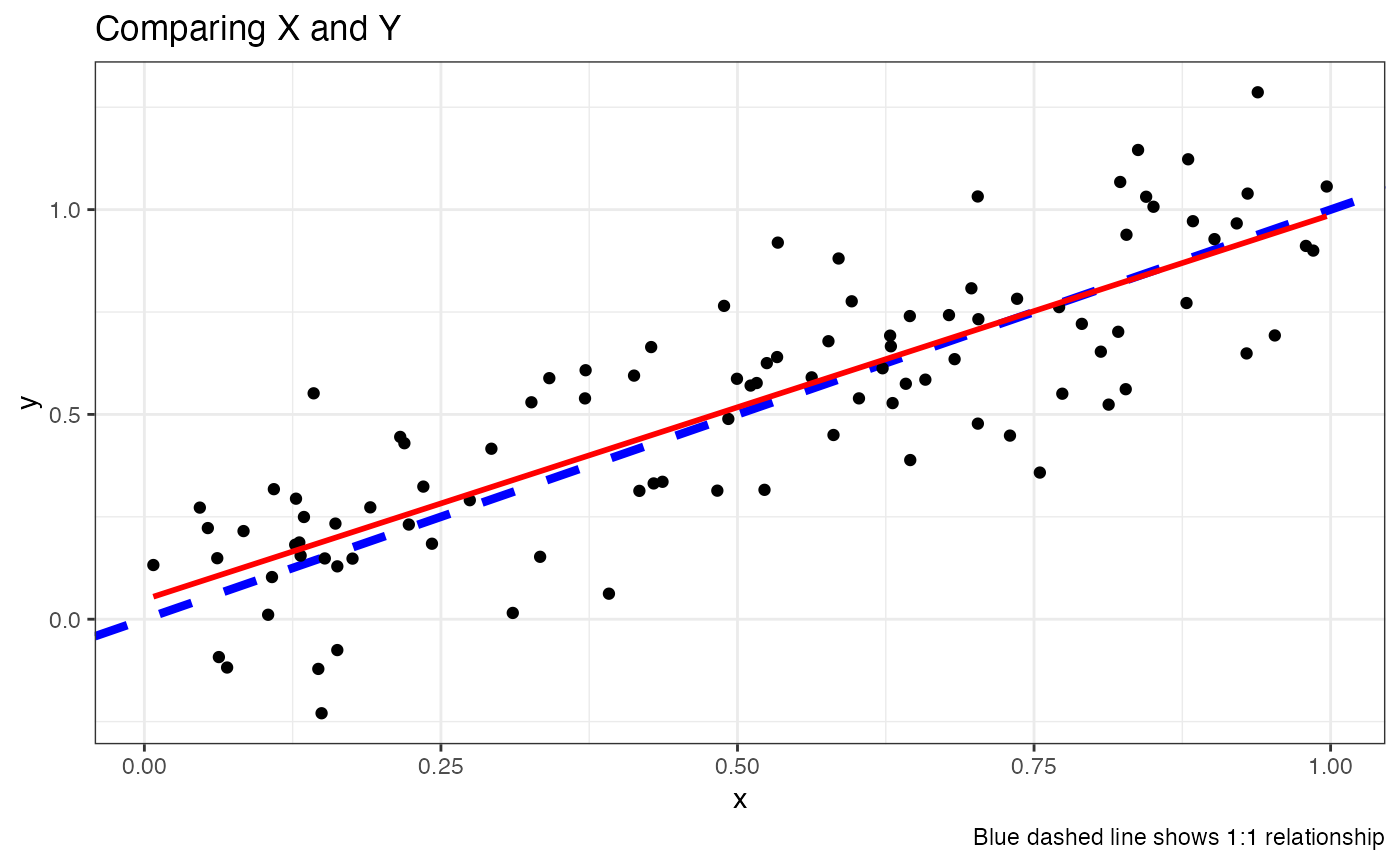 Comparing X and Y
1.0
0.5
0.0
y
0.00 0.25 0.50 0.75 1.00
x
Blue dashed line shows 1:1 relationship